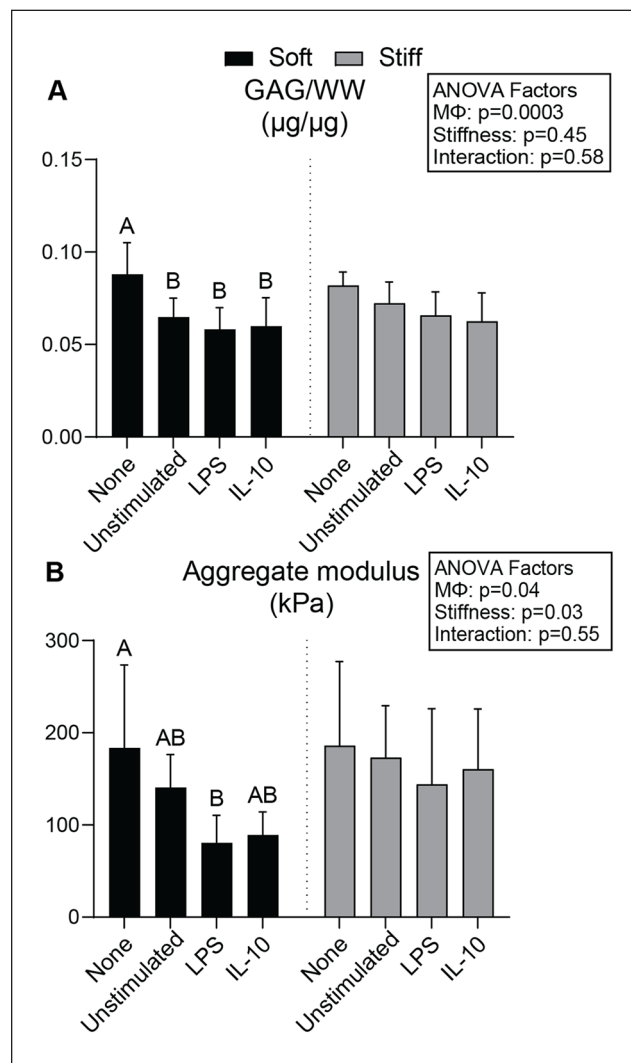 Soft Stiff
A
GAG/WW
(µg/µg)
ANOVA Factors
MΦ: p=0.0003
Stiffness: p=0.45
Interaction: p=0.58
0.15
0.10
0.05
0.00
A
B
B
B
None
Unstimulated
LPS
IL-10
None
Unstimulated
LPS
IL-10
B
Aggregate modulus
(kPa)
ANOVA Factors
MΦ: p=0.04
Stiffness: p=0.03
Interaction: p=0.55
300
200
100
0
A
AB
B
AB
None
Unstimulated
LPS
IL-10
None
Unstimulated
LPS
IL-10